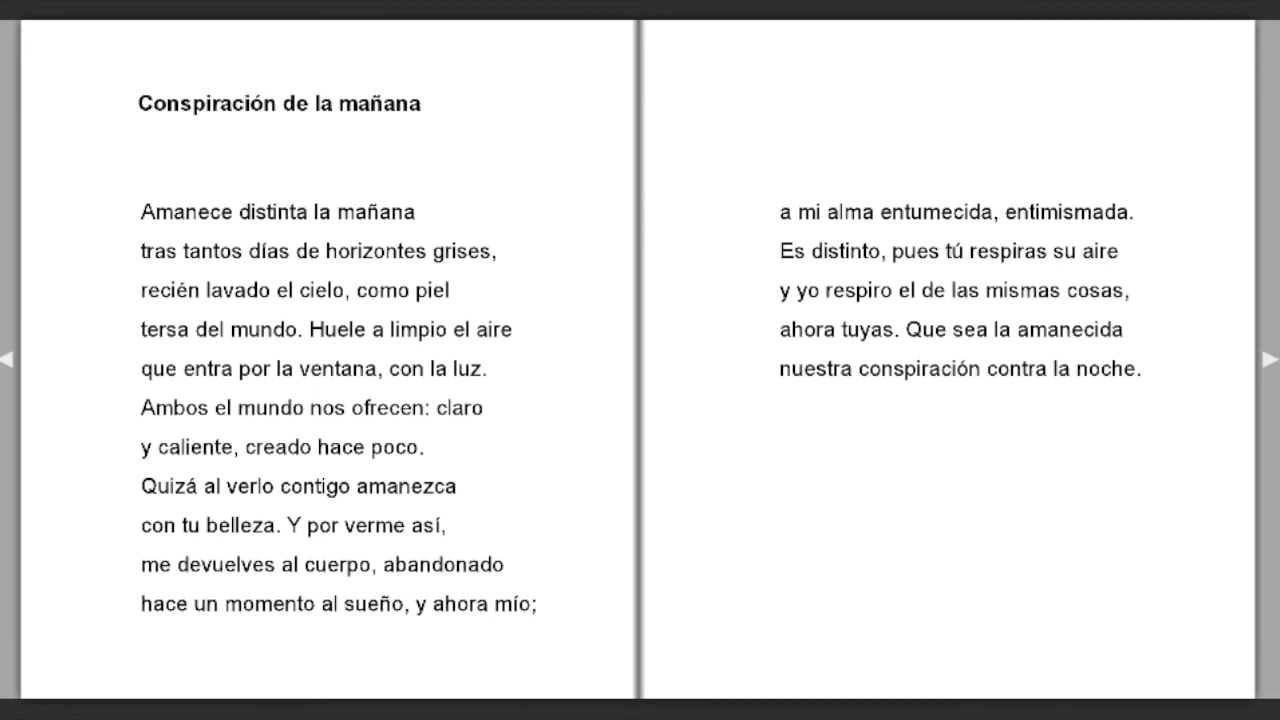 Conspiración de la mañana
Amanece distinta la mañana
tras tantos días de horizontes grises,
recién lavado el cielo, como piel
tersa del mundo. Huele a limpio el aire
que entra por la ventana, con la luz.
Ambos el mundo nos ofrecen: claro
y caliente, creado hace poco.
Quizá al verlo contigo amanezca
con tu belleza. Y por verme así,
me devuelves al cuerpo, abandonado
hace un momento al sueño, y ahora mío;
a mi alma entumecida, entimismada.
Es distinto, pues tú respiras su aire
y yo respiro el de las mismas cosas,
ahora tuyas. Que sea la amanecida
nuestra conspiración contra la noche.